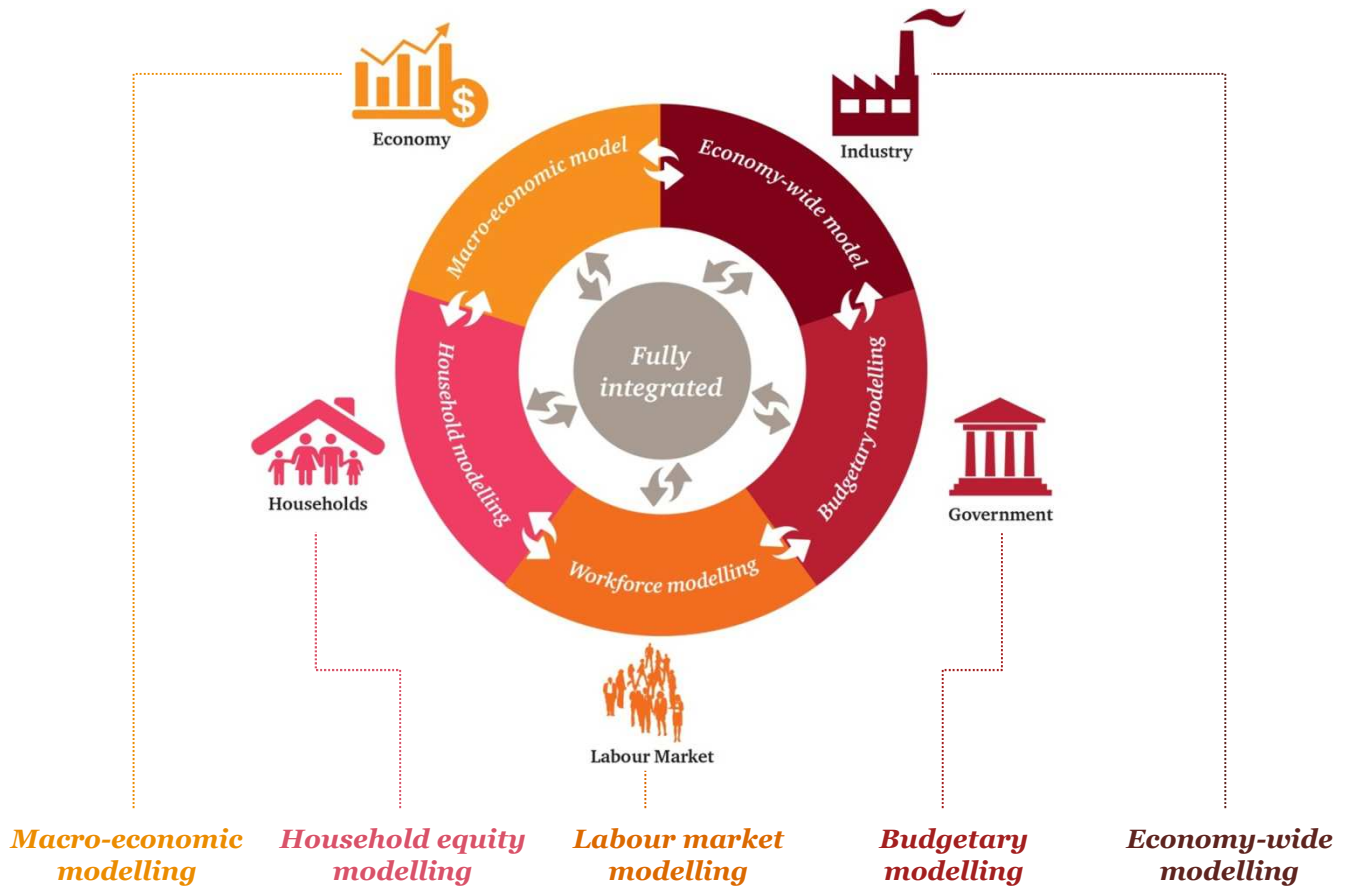 $
Economy
Industry
Macro-economic model
Economy-wide model
Household modelling
Budgetary modelling
Workforce modelling
Fully
integrated
Households
Government
Labour Market
Macro-economic
modelling
Household equity
modelling
Labour market
modelling
Budgetary
modelling
Economy-wide
modelling